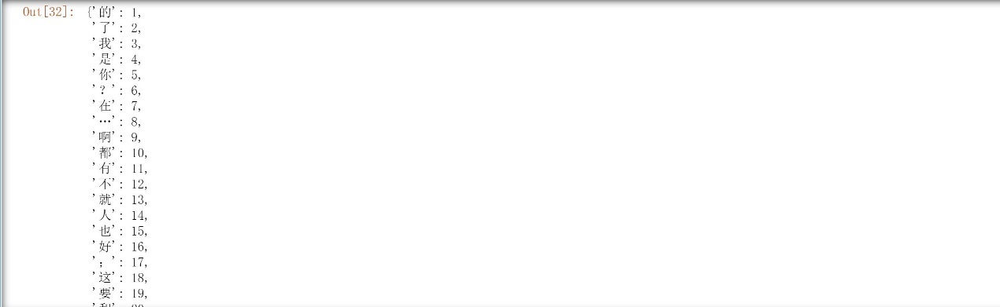 Out[32]: {'的': 1,
'了': 2,
'我': 3,
'是': 4,
'你': 5,
'？': 6,
'在': 7,
'…': 8,
'啊': 9,
'都': 10,
'有': 11,
'不': 12,
'就': 13,
'人': 14,
'也': 15,
'好': 16,
'；': 17,
'这': 18,
'要': 19,